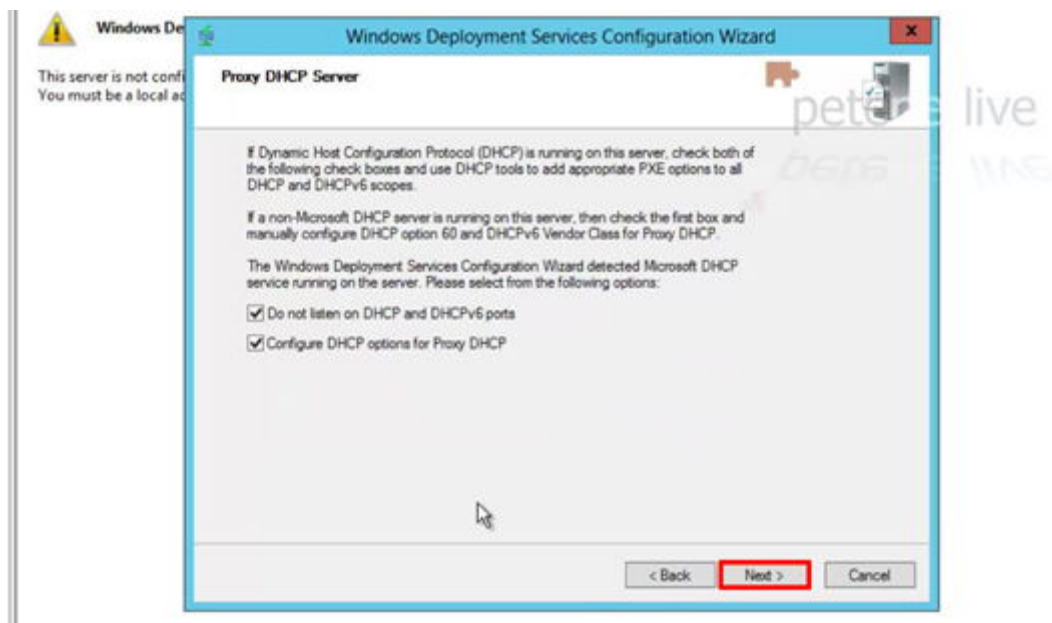 Windows De
This server is not confi
You must be a local ad
Windows Deployment Services Configuration Wizard
x
Proxy DHCP Server
If Dynamic Host Configuration Protocol (DHCP) is running on this server, check both of
the following check boxes and use DHCP tools to add appropriate PXE options to all
DHCP and DHCPv6 scopes.
If a non-Microsoft DHCP server is running on this server, then check the first box and
manually configure DHCP option 60 and DHCPv6 Vendor Class for Proxy DHCP.
The Windows Deployment Services Configuration Wizard detected Microsoft DHCP
service running on the server. Please select from the following options:
Do not listen on DHCP and DHCPv6 ports
Configure DHCP options for Proxy DHCP
< Back Next > Cancel
live